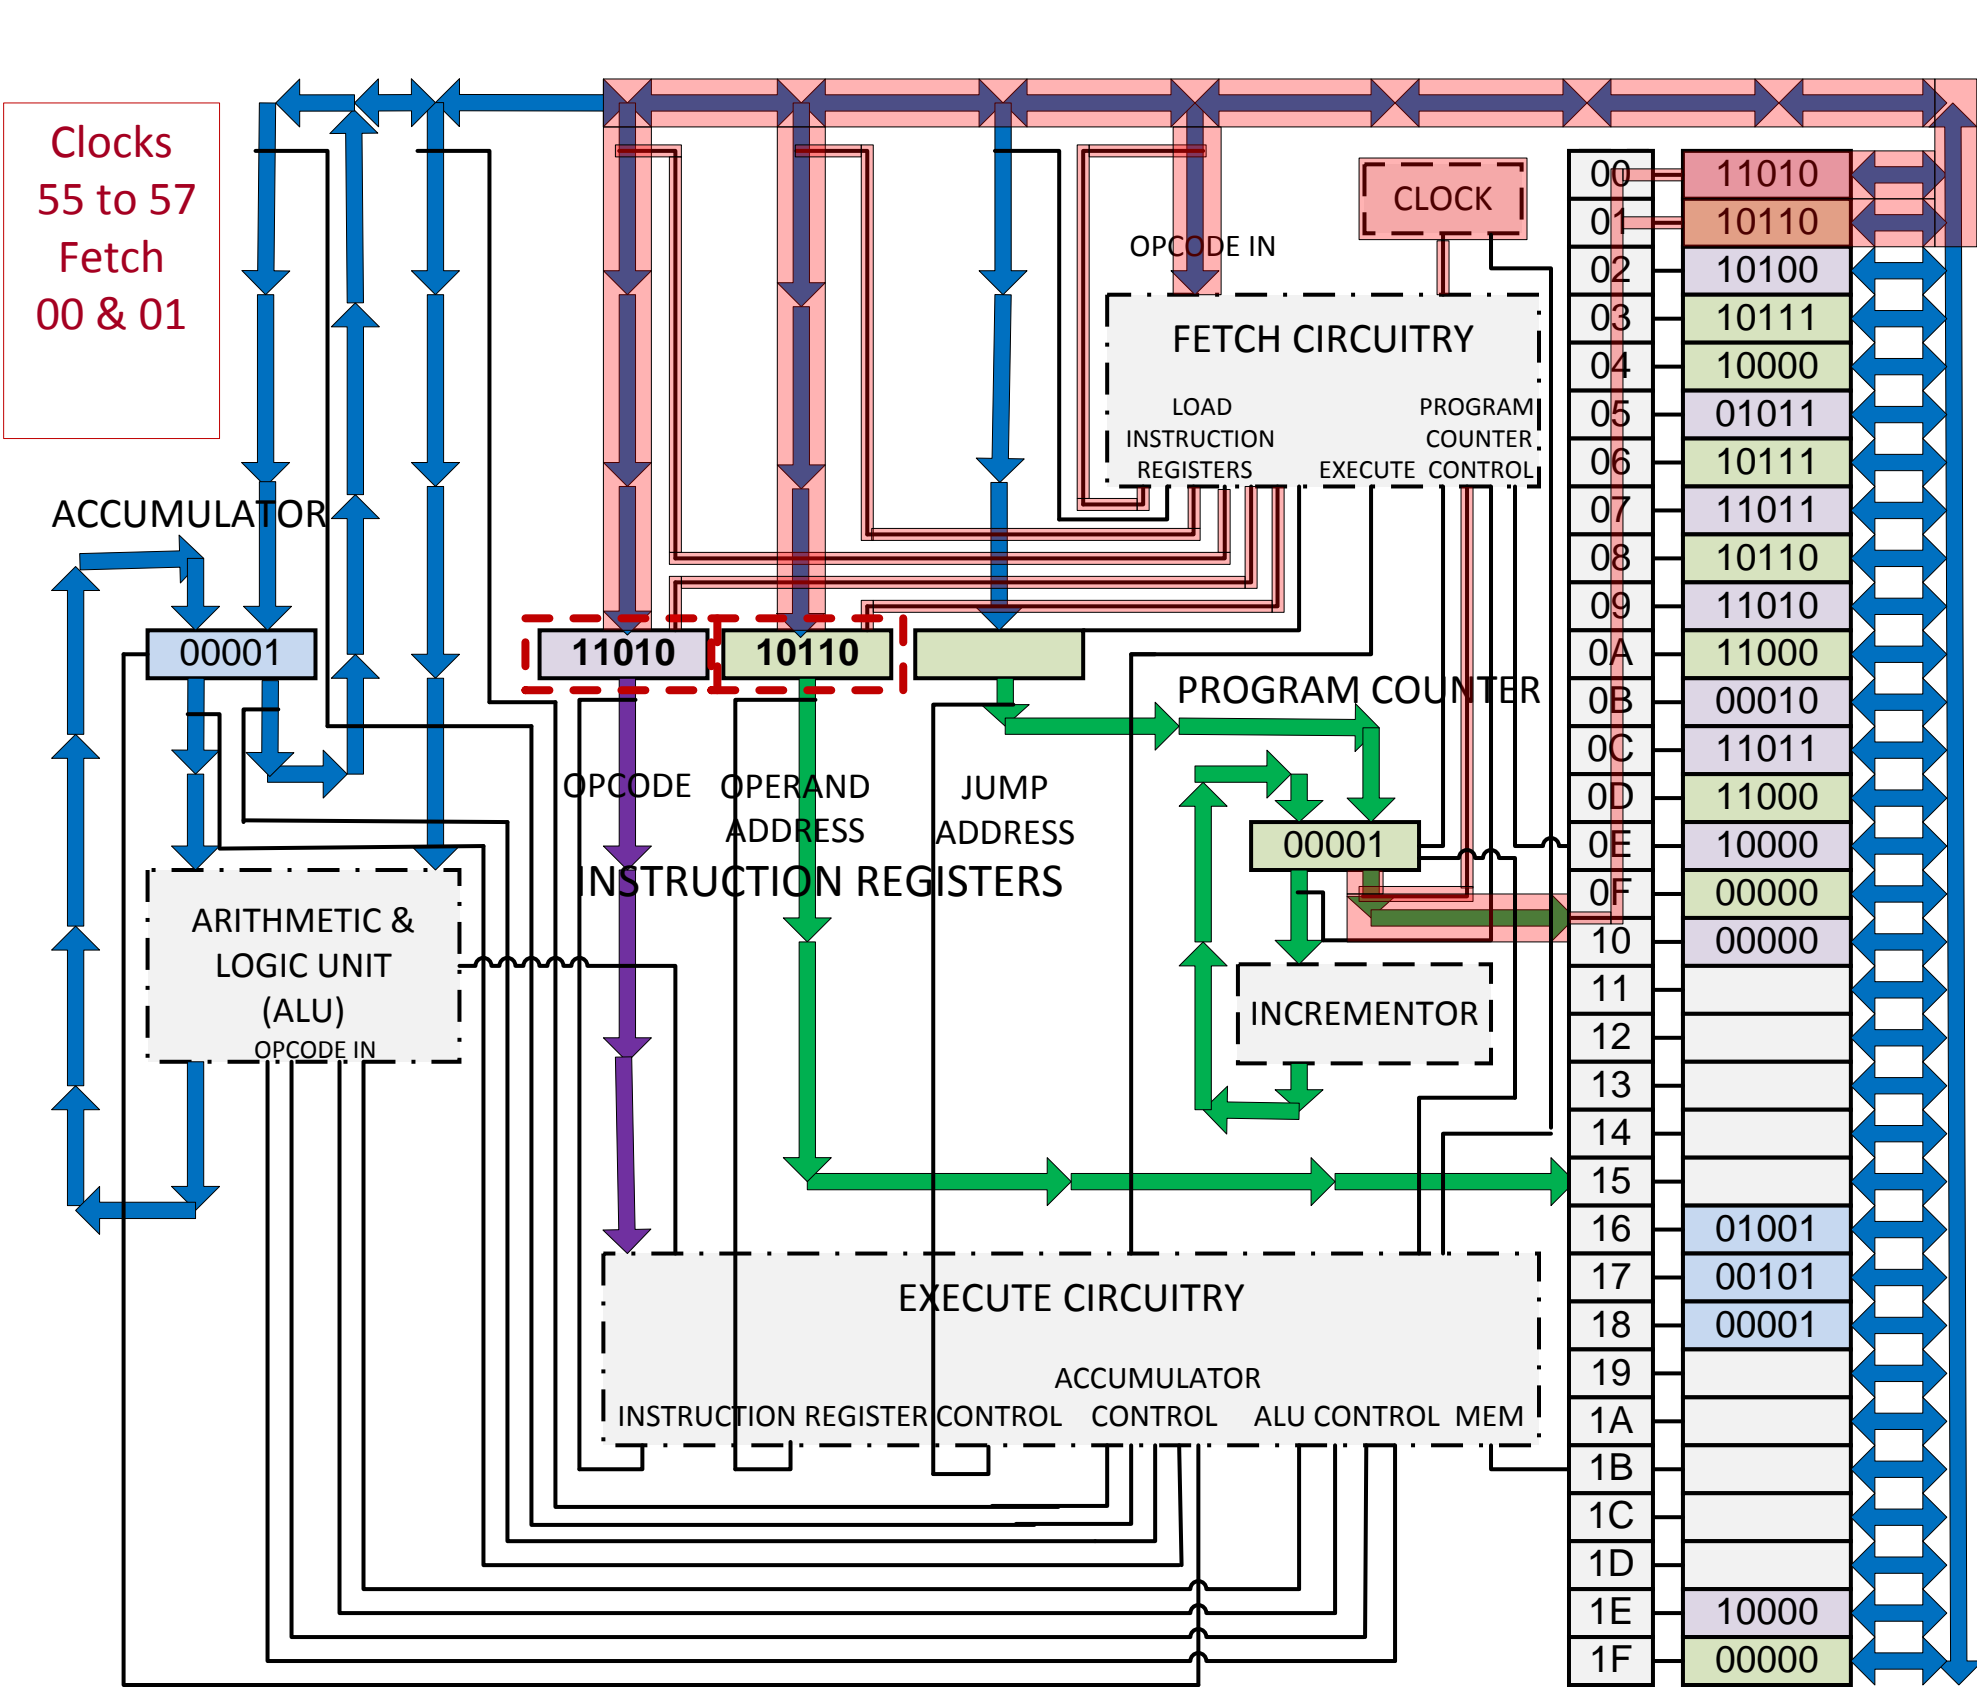 Clocks
55 to 57
Fetch
00 & 01
CLOCK
OPCODE IN
FETCH CIRCUITRY
LOAD
INSTRUCTION
REGISTERS
EXECUTE
PROGRAM
COUNTER
CONTROL
ACCUMULATOR
00001
11010
10110
PROGRAM COUNTER
00001
OPCODE
OPERAND
ADDRESS
JUMP
ADDRESS
INSTRUCTION REGISTERS
ARITHMETIC &
LOGIC UNIT
(ALU)
OPCODE IN
INCREMENTOR
EXECUTE CIRCUITRY
INSTRUCTION REGISTER CONTROL
ACCUMULATOR
CONTROL
ALU CONTROL
MEM
00 11010
01 10110
02 10100
03 10111
04 10000
05 01011
06 10111
07 11011
08 10110
09 11010
0A 11000
0B 00010
0C 11011
0D 11000
0E 10000
0F 00000
10 00000
11
12
13
14
15
16 01001
17 00101
18 00001
19
1A
1B
1C
1D
1E 10000
1F 00000